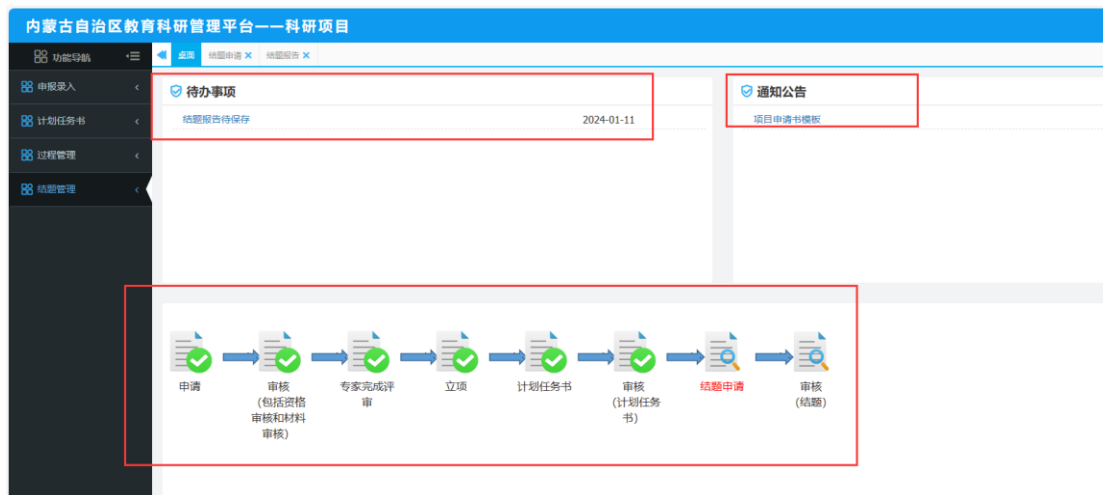 内蒙古自治区教育科研管理平台——科研项目
功能导航
桌面 结题申请 × 结题报告 ×
申报录入
计划任务书
过程管理
结题管理
待办事项
结题报告待保存 2024-01-11
通知公告
项目申请书模板
申请
审核
(包括资格
审核和材料
审核)
专家完成评
审
立项
计划任务书
审核
(计划任务
书)
结题申请
审核
(结题)